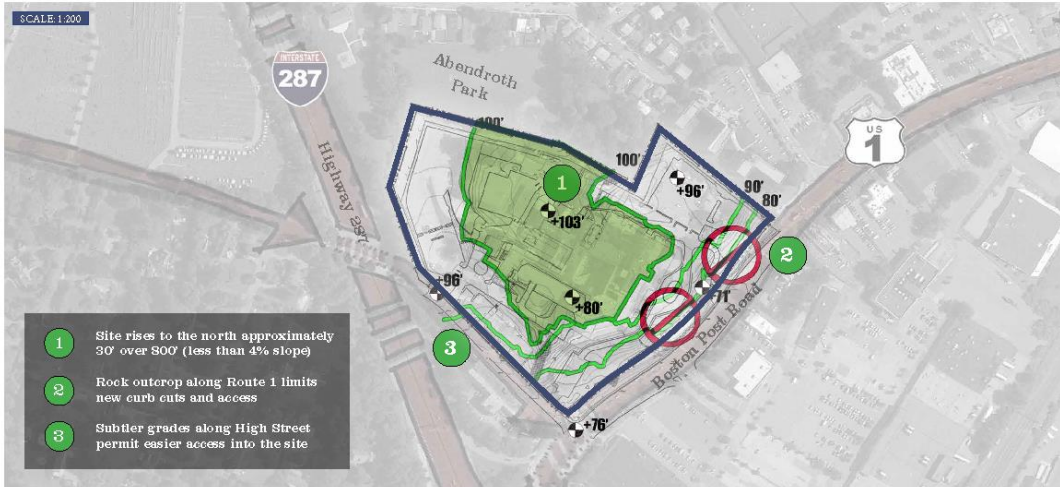 SCALE: 1:200
INTERSTATE
287
Abendroth
Park
Highway 287
US
1
100'
100'
+96'
90'
80'
1
+103'
2
+96'
+80'
+71'
3
Boston Post Road
+76'
1 Site rises to the north approximately
30' over 800' (less than 4% slope)
2 Rock outcrop along Route 1 limits
new curb cuts and access
3 Subtler grades along High Street
permit easier access into the site